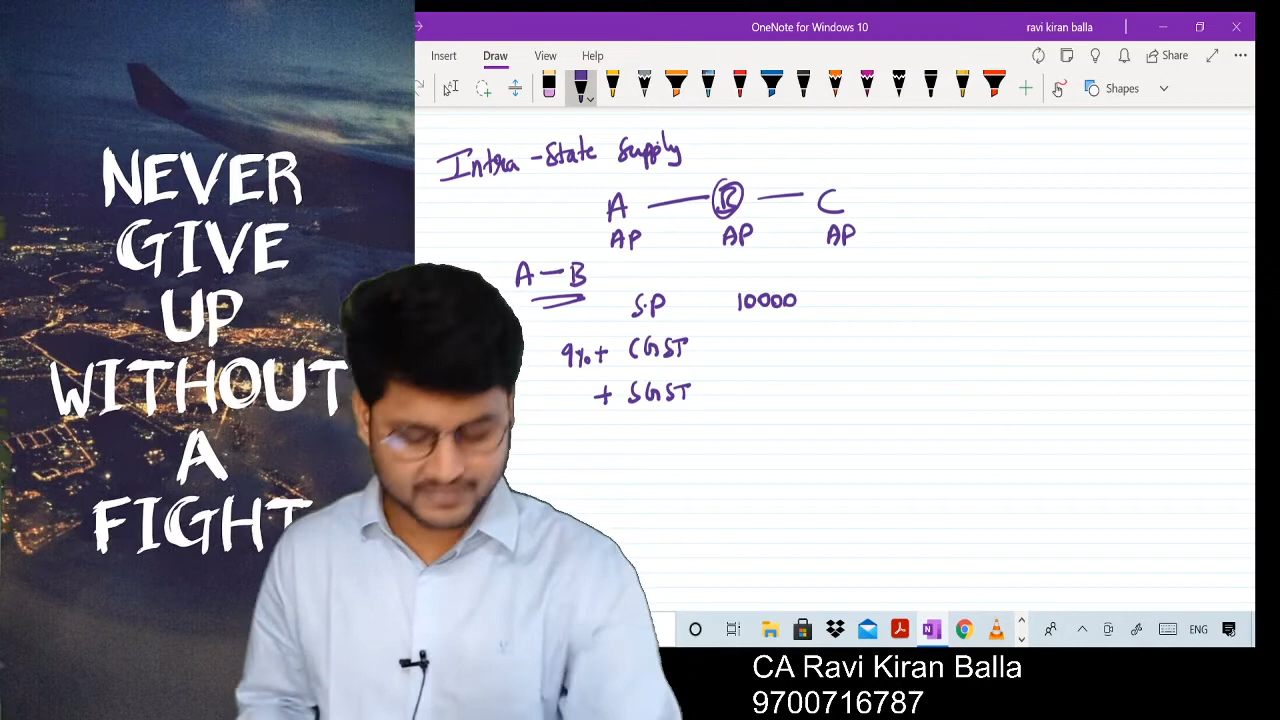 NEVER
GIVE
UP
WITHOUT
A
FIGHT
OneNote for Windows 10
ravi kiran balla
Insert Draw View Help
Share
Shapes
Intra-State Supply
A — B — C
AP AP AP
A — B
S.P 10000
9%+ CGST
+ SGST
ENG
CA Ravi Kiran Balla
9700716787